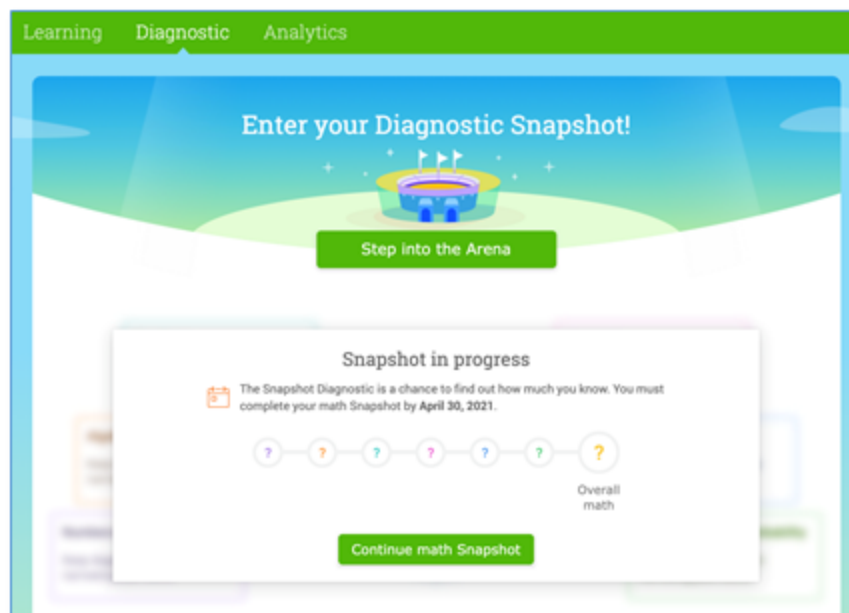 Learning Diagnostic Analytics
Enter your Diagnostic Snapshot!
Step into the Arena
Snapshot in progress
The Snapshot Diagnostic is a chance to find out how much you know. You must
complete your math Snapshot by April 30, 2021.
? ? ? ? ? ? ?
Overall
math
Continue math Snapshot